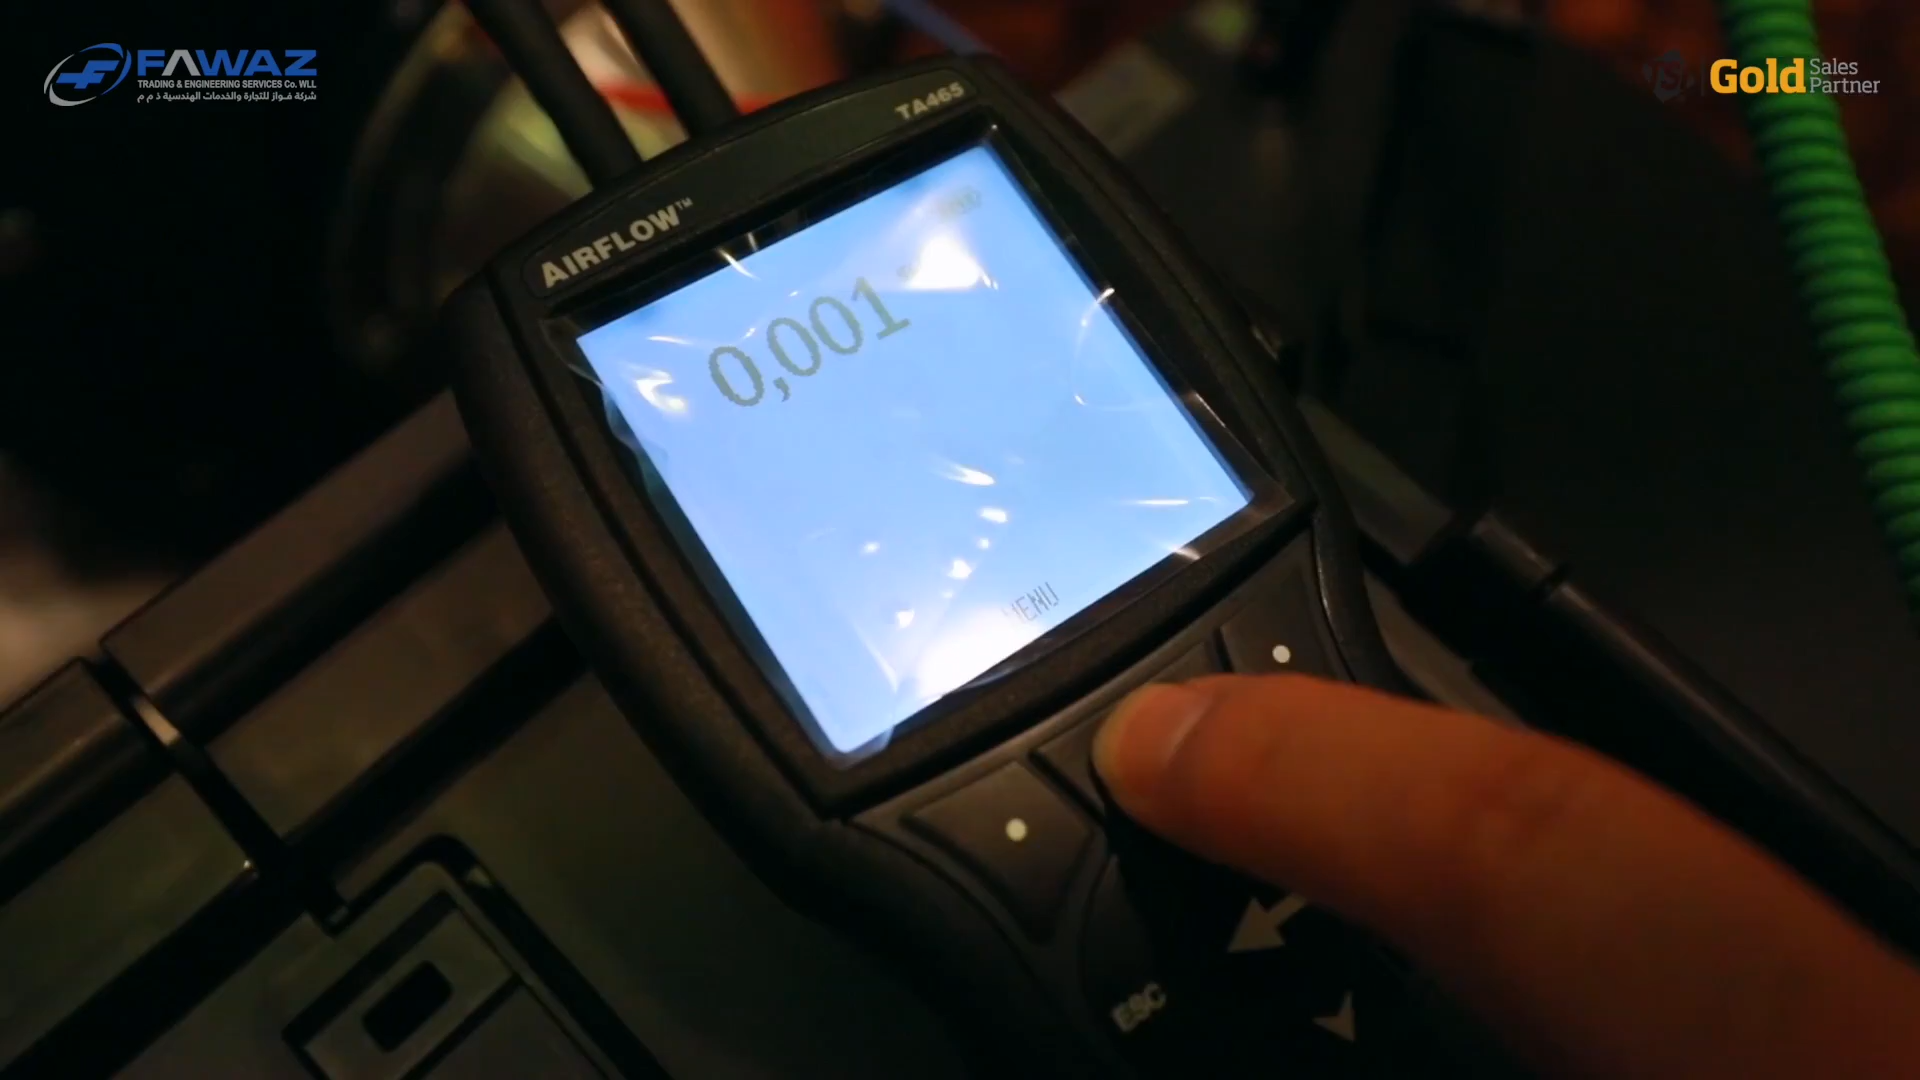 FAWAZ
TRADING & ENGINEERING SERVICES Co. WLL
شركة فواز للتجارة والخدمات الهندسية ذ م م
TSI
Gold Sales Partner
TA465
AIRFLOW™
0,001
MENU
ESC